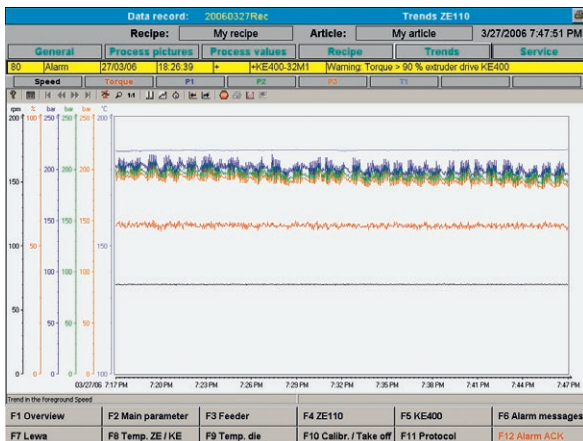 Data record: 20060327Rec Trends ZE110
Recipe: My recipe Article: My article 3/27/2006 7:47:51 PM
General Process pictures Process values Recipe Trends Service
80 Alarm 27/03/06 18:26:39 + +KE400-32M1 Warning: Torque > 90 % extruder drive KE400
Speed Torque P1 P2 P3 T1
1:1
rpm % bar bar bar °C
200 100 250 250 250 200
150 200 200 200
150 150 150
100 50 150
100 100 100
50 50 50 50
0 0 0 0 0 100
03/27/06 7:17 PM 7:20 PM 7:23 PM 7:26 PM 7:29 PM 7:32 PM 7:35 PM 7:38 PM 7:41 PM 7:44 PM 7:47 PM
Trend in the foreground Speed
F1 Overview F2 Main parameter F3 Feeder F4 ZE110 F5 KE400 F6 Alarm messages
F7 Lewa F8 Temp. ZE / KE F9 Temp. die F10 Calibr. / Take off F11 Protocol F12 Alarm ACK